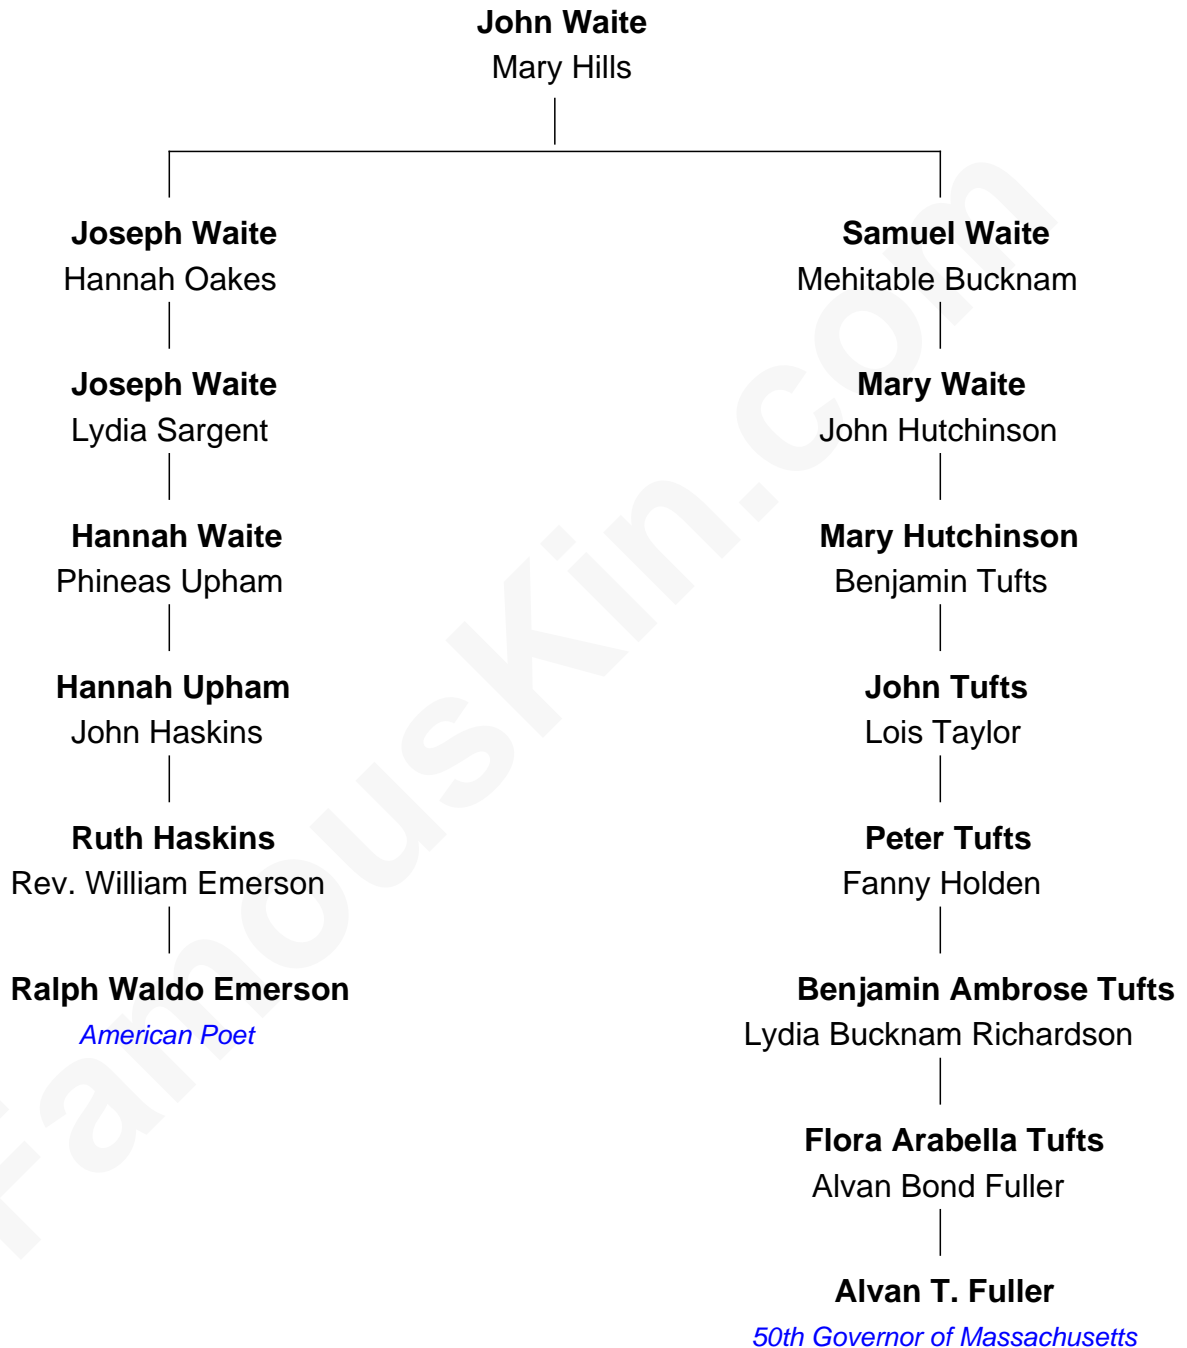 John Waite
Mary Hills
Joseph Waite
Hannah Oakes
Joseph Waite
Lydia Sargent
Hannah Waite
Phineas Upham
Hannah Upham
John Haskins
Ruth Haskins
Rev. William Emerson
Ralph Waldo Emerson
American Poet
Samuel Waite
Mehitable Bucknam
Mary Waite
John Hutchinson
Mary Hutchinson
Benjamin Tufts
John Tufts
Lois Taylor
Peter Tufts
Fanny Holden
Benjamin Ambrose Tufts
Lydia Bucknam Richardson
Flora Arabella Tufts
Alvan Bond Fuller
Alvan T. Fuller
50th Governor of Massachusetts
FamousKin.com